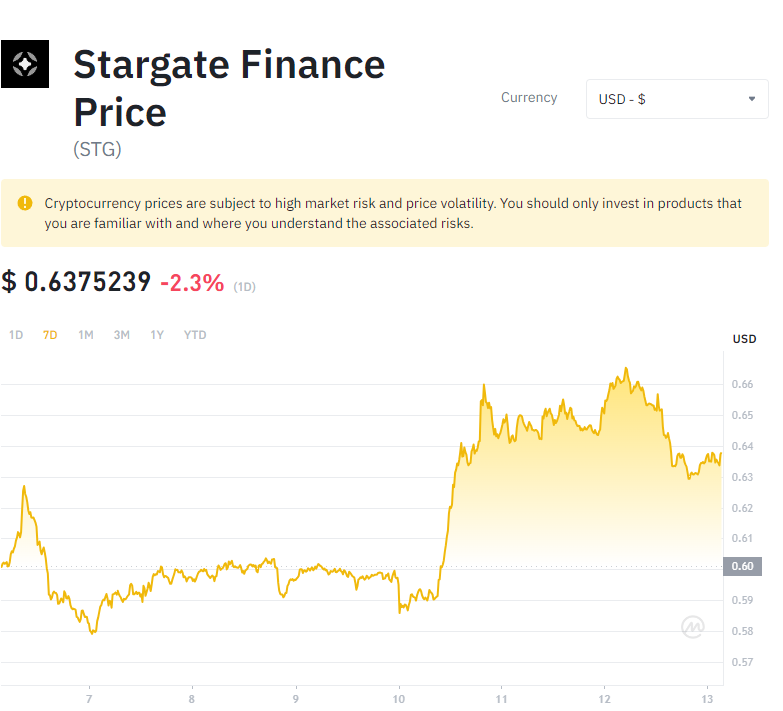 Stargate Finance
Price
(STG)
Currency
USD - $
Cryptocurrency prices are subject to high market risk and price volatility. You should only invest in products that
you are familiar with and where you understand the associated risks.
$ 0.6375239 -2.3% (1D)
1D 7D 1M 3M 1Y YTD
USD
0.66
0.65
0.64
0.63
0.62
0.61
0.60
0.59
0.58
0.57
7 8 9 10 11 12 13